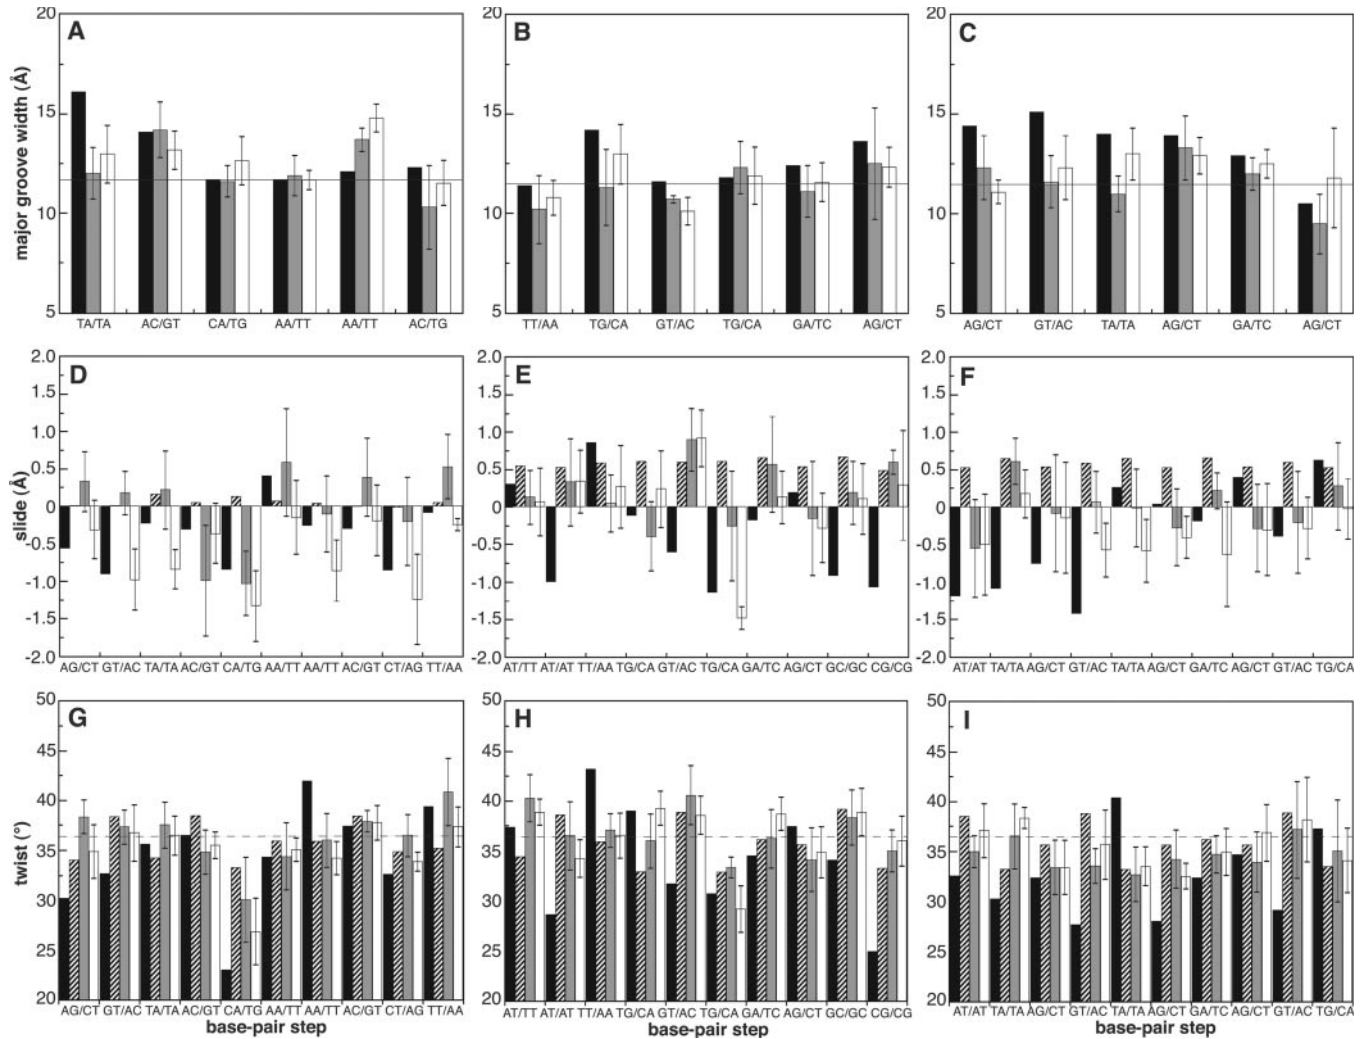 A
B
C
major groove width (Å)
20
15
10
5
20
15
10
5
20
15
10
5
TA/TA AC/GT CA/TG AA/TT AA/TT AC/TG
TT/AA TG/CA GT/AC TG/CA GA/TC AG/CT
AG/CT GT/AC TA/TA AG/CT GA/TC AG/CT
D
E
F
slide (Å)
2.0
1.5
1.0
0.5
0
-0.5
-1.0
-1.5
-2.0
2.0
1.5
1.0
0.5
0
-0.5
-1.0
-1.5
-2.0
2.0
1.5
1.0
0.5
0
-0.5
-1.0
-1.5
-2.0
AG/CT GT/AC TA/TA AC/GT CA/TG AA/TT AA/TT AC/GT CT/AG TT/AA
AT/TT AT/AT TT/AA TG/CA GT/AC TG/CA GA/TC AG/CT GC/GC CG/CG
AT/AT TA/TA AG/CT GT/AC TA/TA AG/CT GA/TC AG/CT GT/AC TG/CA
G
H
I
twist (°)
50
45
40
35
30
25
20
50
45
40
35
30
25
20
50
45
40
35
30
25
20
AG/CT GT/AC TA/TA AC/GT CA/TG AA/TT AA/TT AC/GT CT/AG TT/AA
AT/TT AT/AT TT/AA TG/CA GT/AC TG/CA GA/TC AG/CT GC/GC CG/CG
AT/AT TA/TA AG/CT GT/AC TA/TA AG/CT GA/TC AG/CT GT/AC TG/CA
base-pair step
base-pair step
base-pair step